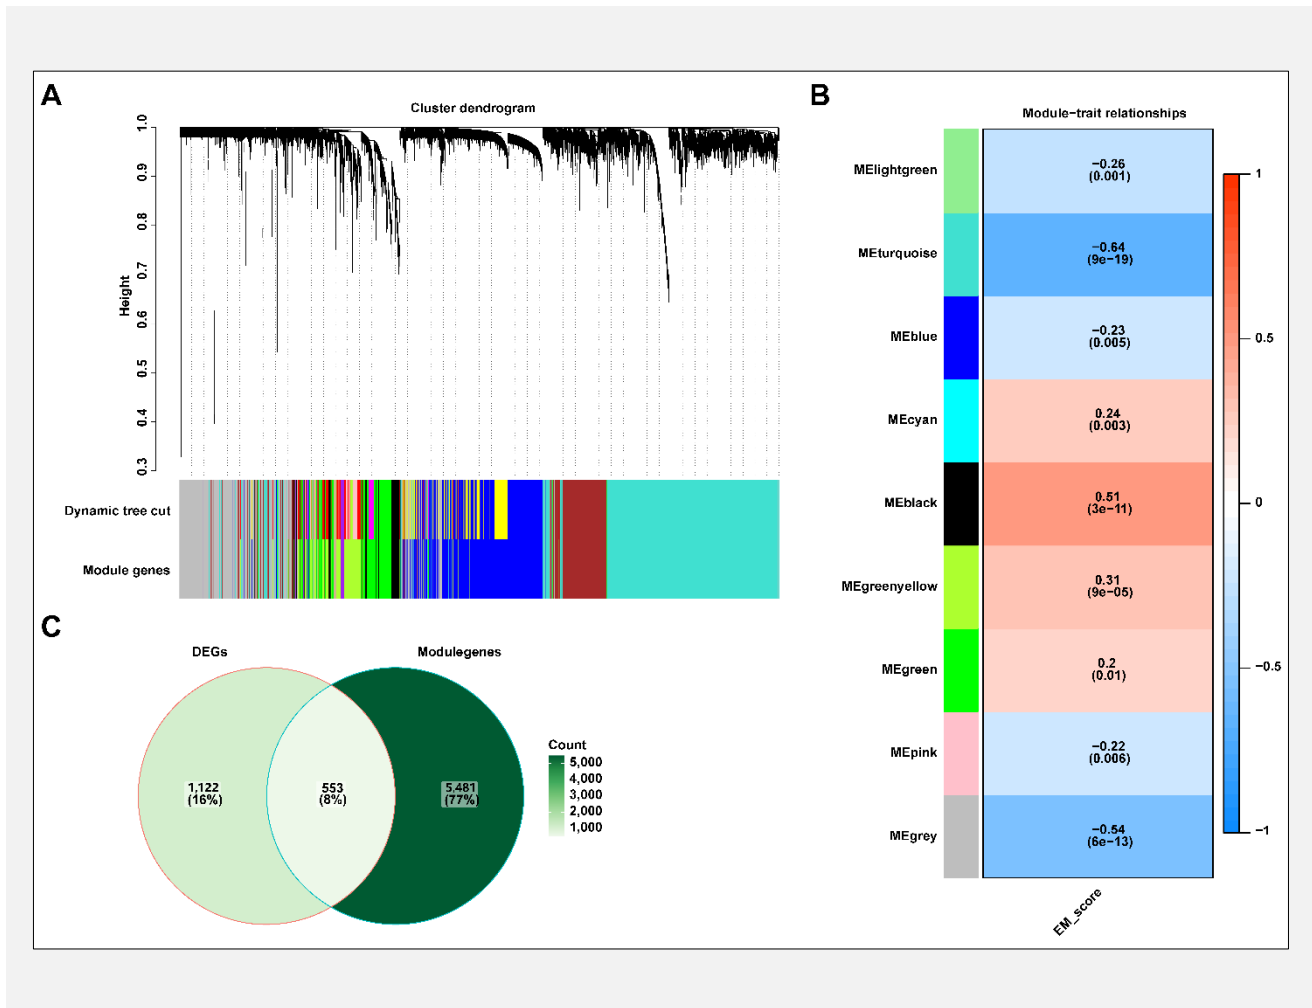 A
Cluster dendrogram
Height
1.0
0.9
0.8
0.7
0.6
0.5
0.4
0.3
Dynamic tree cut
Module genes
B
Module-trait relationships
MElightgreen
−0.26
(0.001)
MEturquoise
−0.64
(9e−19)
MEblue
−0.23
(0.005)
MEcyan
0.24
(0.003)
MEblack
0.51
(3e−11)
MEgreenyellow
0.31
(9e−05)
MEgreen
0.2
(0.01)
MEpink
−0.22
(0.006)
MEgrey
−0.54
(6e−13)
EM_score
1
0.5
0
−0.5
−1
C
DEGs
Modulegenes
1,122
(16%)
553
(8%)
5,481
(77%)
Count
5,000
4,000
3,000
2,000
1,000